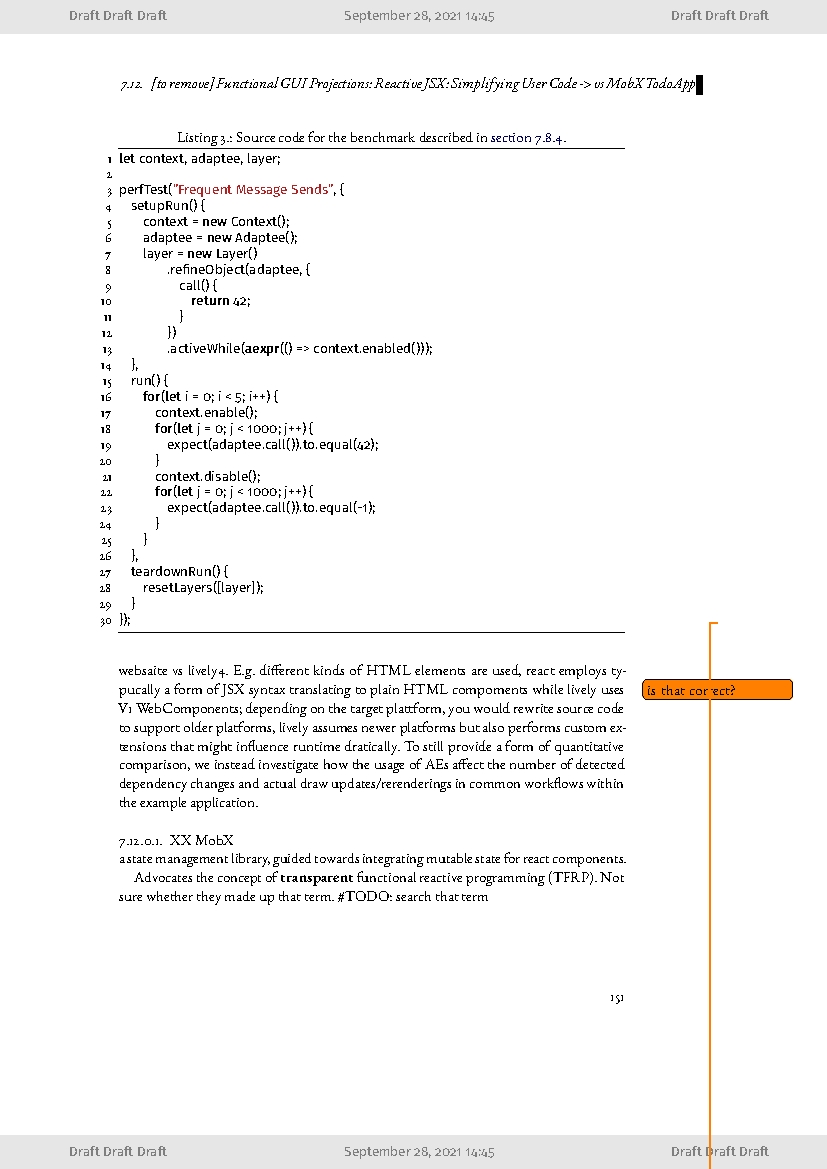 Draft Draft Draft September 28, 2021 14:45 Draft Draft Draft
7.12. [to remove] Functional GUI Projections: Reactive JSX: Simplifying User Code -> vs MobX TodoApp
Listing 3.: Source code for the benchmark described in section 7.8.4.
1 let context, adaptee, layer;
2
3 perfTest("Frequent Message Sends", {
4 setupRun() {
5 context = new Context();
6 adaptee = new Adaptee();
7 layer = new Layer()
8 .refineObject(adaptee, {
9 call() {
10 return 42;
11 }
12 })
13 .activeWhile(aexpr(() => context.enabled()));
14 },
15 run() {
16 for(let i = 0; i < 5; i++) {
17 context.enable();
18 for(let j = 0; j < 1000; j++) {
19 expect(adaptee.call()).to.equal(42);
20 }
21 context.disable();
22 for(let j = 0; j < 1000; j++) {
23 expect(adaptee.call()).to.equal(-1);
24 }
25 }
26 },
27 teardownRun() {
28 resetLayers([layer]);
29 }
30 });
websaite vs lively4. E.g. different kinds of HTML elements are used, react employs ty-
pucally a form of JSX syntax translating to plain HTML compoments while lively uses
V1 WebComponens; depending on the target plattform, you would rewrite source code
to support older platforms, lively assumes newer platforms but also performs custom ex-
tensions that might influence runtime dratically. To still provide a form of quantitative
comparison, we instead investigate how the usage of AEs affect the number of detected
dependency changes and actual draw updates/rerenderings in common workflows within
the example application.
is that correct?
7.12.0.1. XX MobX
a state management library, guided towards integrating mutable state for react components.
Advocates the concept of transparent functional reactive programming (TFRP). Not
sure whether they made up that term. #TODO: search that term
151
Draft Draft Draft September 28, 2021 14:45 Draft Draft Draft